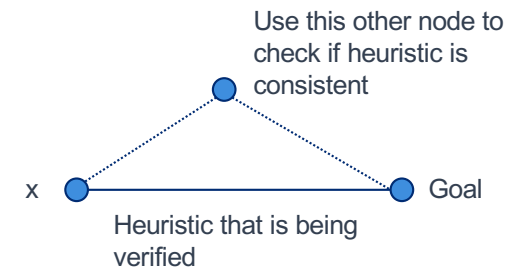 Use this other node to
check if heuristic is
consistent
x
Goal
Heuristic that is being
verified